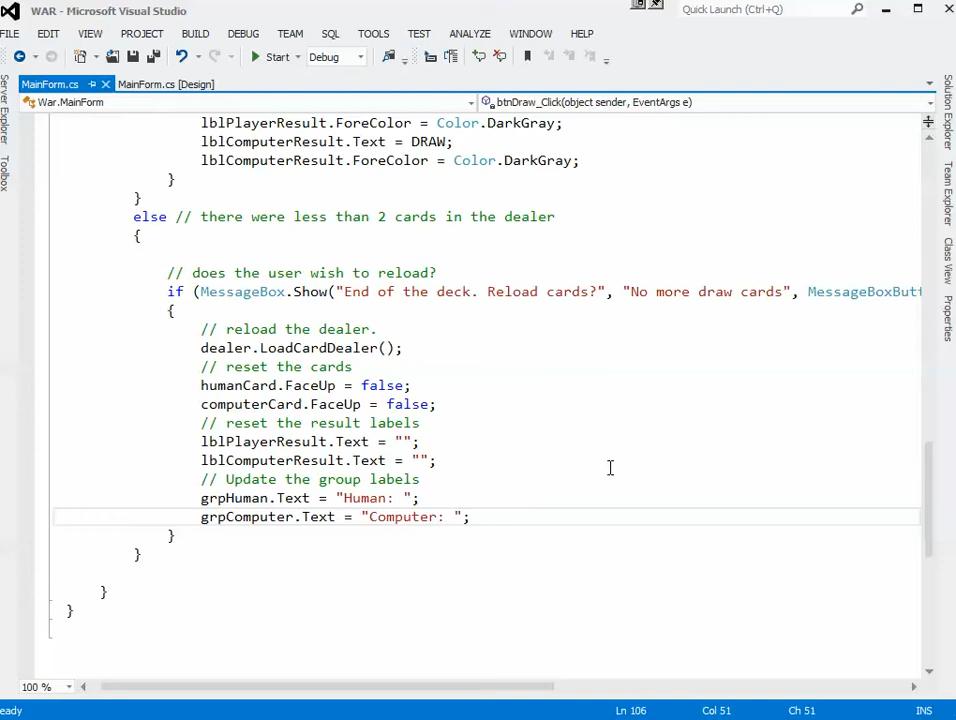 WAR - Microsoft Visual Studio
Quick Launch (Ctrl+Q)
FILE EDIT VIEW PROJECT BUILD DEBUG TEAM SQL TOOLS TEST ANALYZE WINDOW HELP
Start Debug
MainForm.cs MainForm.cs [Design]
War.MainForm btnDraw_Click(object sender, EventArgs e)
Server Explorer
Toolbox
Solution Explorer
Team Explorer
Class View
Properties
lblPlayerResult.ForeColor = Color.DarkGray;
lblComputerResult.Text = DRAW;
lblComputerResult.ForeColor = Color.DarkGray;
}
}
else // there were less than 2 cards in the dealer
{
// does the user wish to reload?
if (MessageBox.Show("End of the deck. Reload cards?", "No more draw cards", MessageBoxButt
{
// reload the dealer.
dealer.LoadCardDealer();
// reset the cards
humanCard.FaceUp = false;
computerCard.FaceUp = false;
// reset the result labels
lblPlayerResult.Text = "";
lblComputerResult.Text = "";
// Update the group labels
grpHuman.Text = "Human: ";
grpComputer.Text = "Computer: ";
}
}
}
}
100 %
eady Ln 106 Col 51 Ch 51 INS